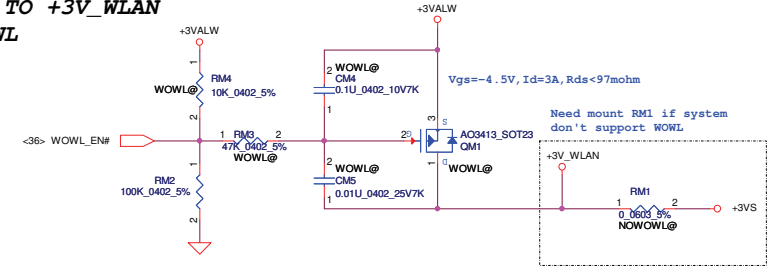 TO +3V_WLAN
WL
+3VALW
+3VALW
1
RM4
WOWL@
10K_0402_5%
2
2
WOWL@
CM4
0.1U_0402_10V7K
1
Vgs=-4.5V,Id=3A,Rds<97mohm
Need mount RM1 if system
don't support WOWL
<36> WOWL_EN#
1
RM3
2
47K_0402_5%
WOWL@
3
S
2
G
AO3413_SOT23
QM1
D
1
WOWL@
1
RM2
100K_0402_5%
2
2
WOWL@
CM5
0.01U_0402_25V7K
1
+3V_WLAN
RM1
1
2
0_0603_5%
NOWOWL@
+3VS